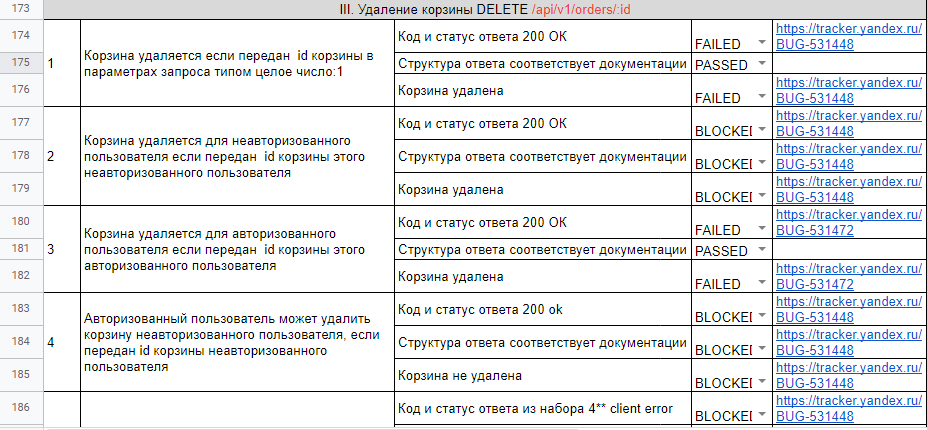 173 III. Удаление корзины DELETE /api/v1/orders/:id
174 Код и статус ответа 200 ОК FAILED https://tracker.yandex.ru/
BUG-531448
1 Корзина удаляется если передан id корзины в
параметрах запроса типом целое число:1
175 Структура ответа соответствует документации PASSED
176 Корзина удалена FAILED https://tracker.yandex.ru/
BUG-531448
177 Код и статус ответа 200 ОК BLOCKED https://tracker.yandex.ru/
BUG-531448
2 Корзина удаляется для неавторизованного
пользователя если передан id корзины этого
неавторизованного пользователя
178 Структура ответа соответствует документации BLOCKED https://tracker.yandex.ru/
BUG-531448
179 Корзина удалена BLOCKED https://tracker.yandex.ru/
BUG-531448
180 Код и статус ответа 200 ОК FAILED https://tracker.yandex.ru/
BUG-531472
3 Корзина удаляется для авторизованного
пользователя если передан id корзины этого
авторизованного пользователя
181 Структура ответа соответствует документации PASSED
182 Корзина удалена FAILED https://tracker.yandex.ru/
BUG-531472
183 Код и статус ответа 200 ok BLOCKED https://tracker.yandex.ru/
BUG-531448
4 Авторизованный пользователь может удалить
корзину неавторизованного пользователя, если
передан id корзины неавторизованного
пользователя
184 Структура ответа соответствует документации BLOCKED https://tracker.yandex.ru/
BUG-531448
185 Корзина не удалена BLOCKED https://tracker.yandex.ru/
BUG-531448
186 Код и статус ответа из набора 4** client error BLOCKED https://tracker.yandex.ru/
BUG-531448